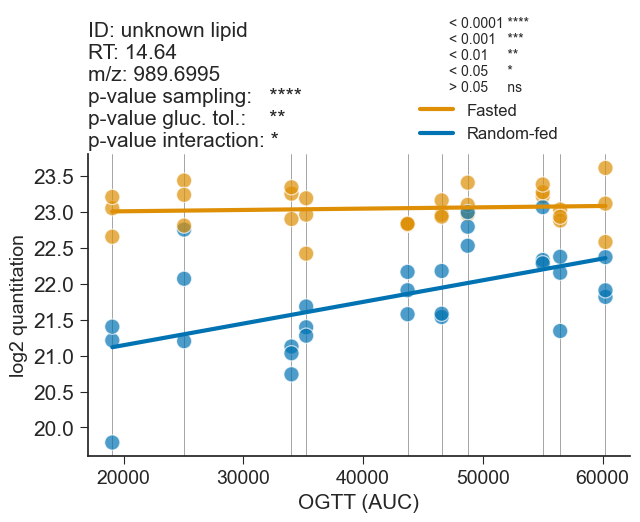 ID: unknown lipid
RT: 14.64
m/z: 989.6995
p-value sampling: ****
p-value gluc. tol.: **
p-value interaction: *
< 0.0001 ****
< 0.001 ***
< 0.01 **
< 0.05 *
> 0.05 ns
Fasted
Random-fed
log2 quantitation
23.5
23.0
22.5
22.0
21.5
21.0
20.5
20.0
20000 30000 40000 50000 60000
OGTT (AUC)